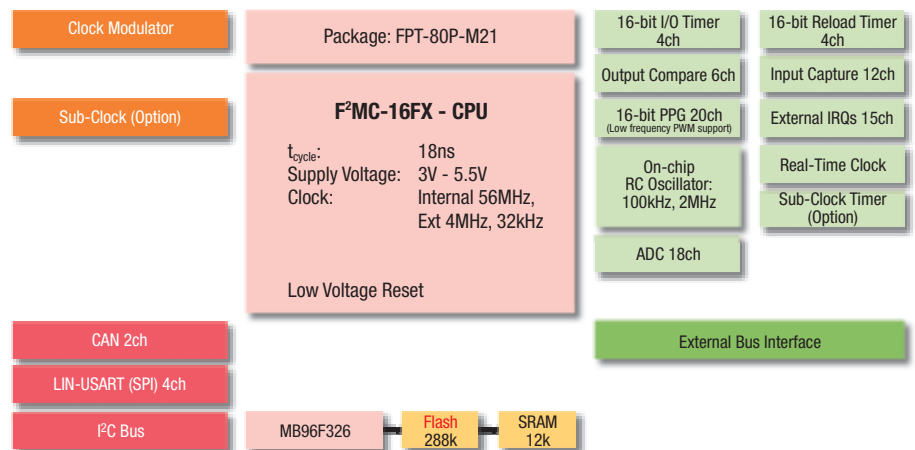 Clock Modulator
Package: FPT-80P-M21
16-bit I/O Timer
4ch
16-bit Reload Timer
4ch
Output Compare 6ch
Input Capture 12ch
Sub-Clock (Option)
F²MC-16FX - CPU
t_cycle: 18ns
Supply Voltage: 3V - 5.5V
Clock: Internal 56MHz,
Ext 4MHz, 32kHz
Low Voltage Reset
16-bit PPG 20ch
(Low frequency PWM support)
External IRQs 15ch
On-chip
RC Oscillator:
100kHz, 2MHz
Real-Time Clock
Sub-Clock Timer
(Option)
ADC 18ch
CAN 2ch
External Bus Interface
LIN-USART (SPI) 4ch
I²C Bus
MB96F326
Flash
288k
SRAM
12k